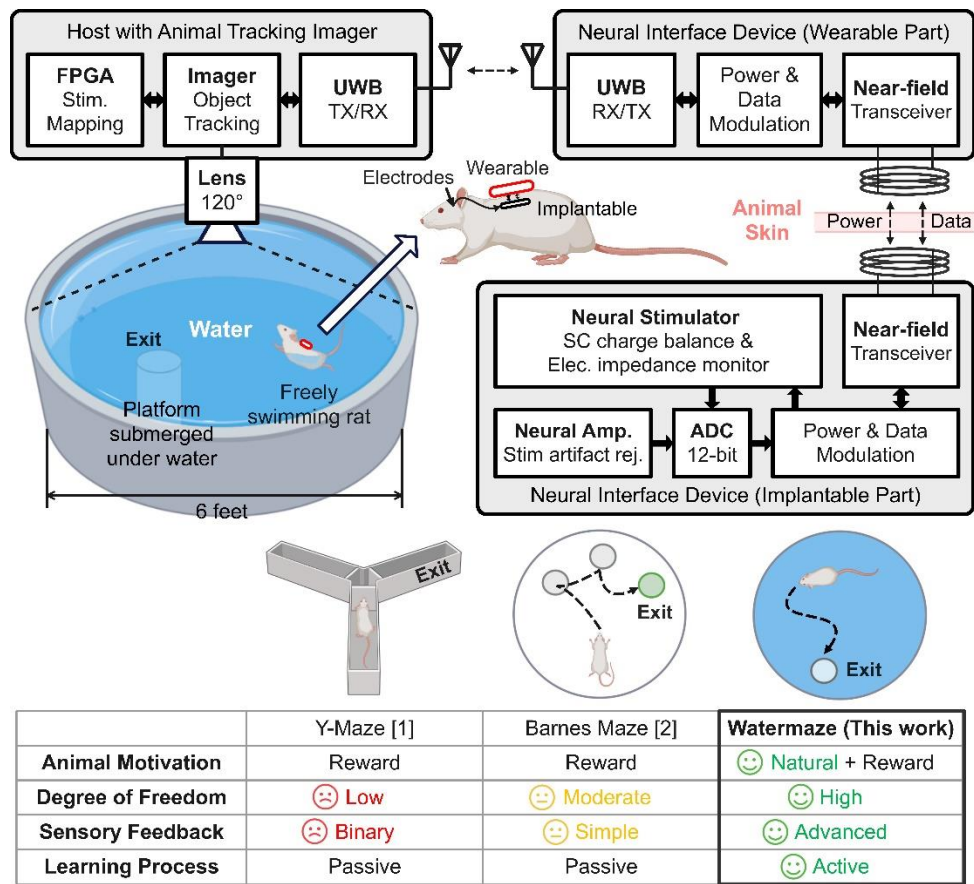 Host with Animal Tracking Imager
FPGA
Stim.
Mapping
Imager
Object
Tracking
UWB
TX/RX
Neural Interface Device (Wearable Part)
UWB
RX/TX
Power &
Data
Modulation
Near-field
Transceiver
Lens
120°
Electrodes
Wearable
Implantable
Animal
Skin
Power
Data
Water
Exit
Platform
submerged
under water
Freely
swimming rat
6 feet
Neural Stimulator
SC charge balance &
Elec. impedance monitor
Near-field
Transceiver
Neural Amp.
Stim artifact rej.
ADC
12-bit
Power & Data
Modulation
Neural Interface Device (Implantable Part)
Exit
Exit
Exit
Y-Maze [1] Barnes Maze [2] Watermaze (This work)
Animal Motivation Reward Reward Natural + Reward
Degree of Freedom Low Moderate High
Sensory Feedback Binary Simple Advanced
Learning Process Passive Passive Active